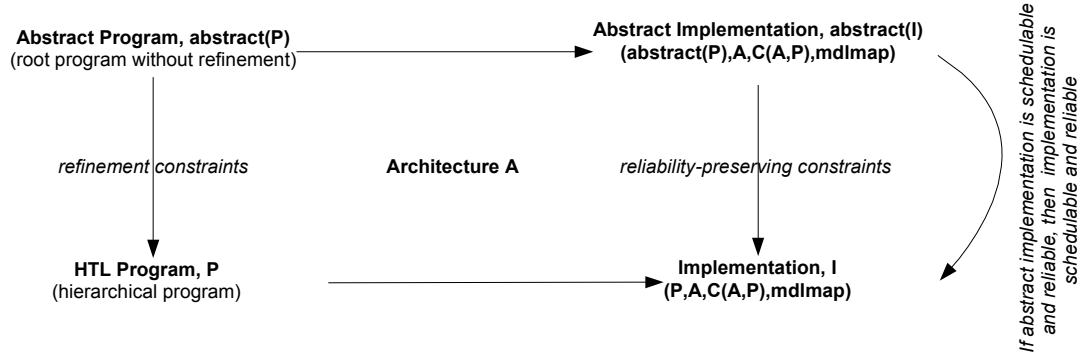 Abstract Program, abstract(P)
(root program without refinement)
Abstract Implementation, abstract(I)
(abstract(P),A,C(A,P),mdlmap)
refinement constraints
Architecture A
reliability-preserving constraints
HTL Program, P
(hierarchical program)
Implementation, I
(P,A,C(A,P),mdlmap)
If abstract implementation is schedulable
and reliable, then implementation is
schedulable and reliable